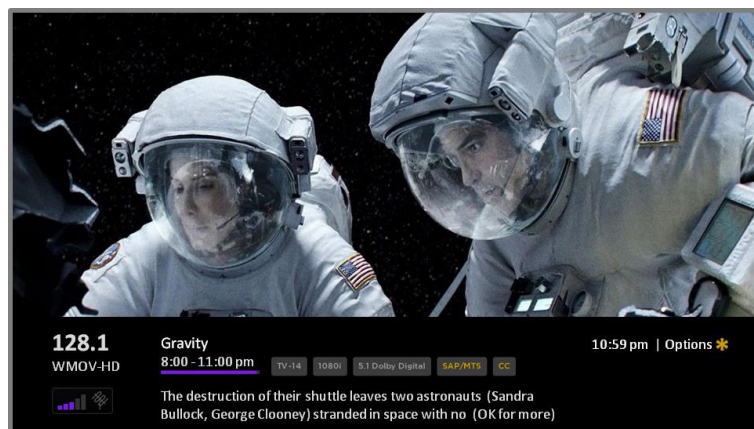 128.1
WMOV-HD
Gravity
8:00 - 11:00 pm
TV-14 1080i 5.1 Dolby Digital SAP/MTS CC
10:59 pm | Options *
The destruction of their shuttle leaves two astronauts (Sandra
Bullock, George Clooney) stranded in space with no (OK for more)